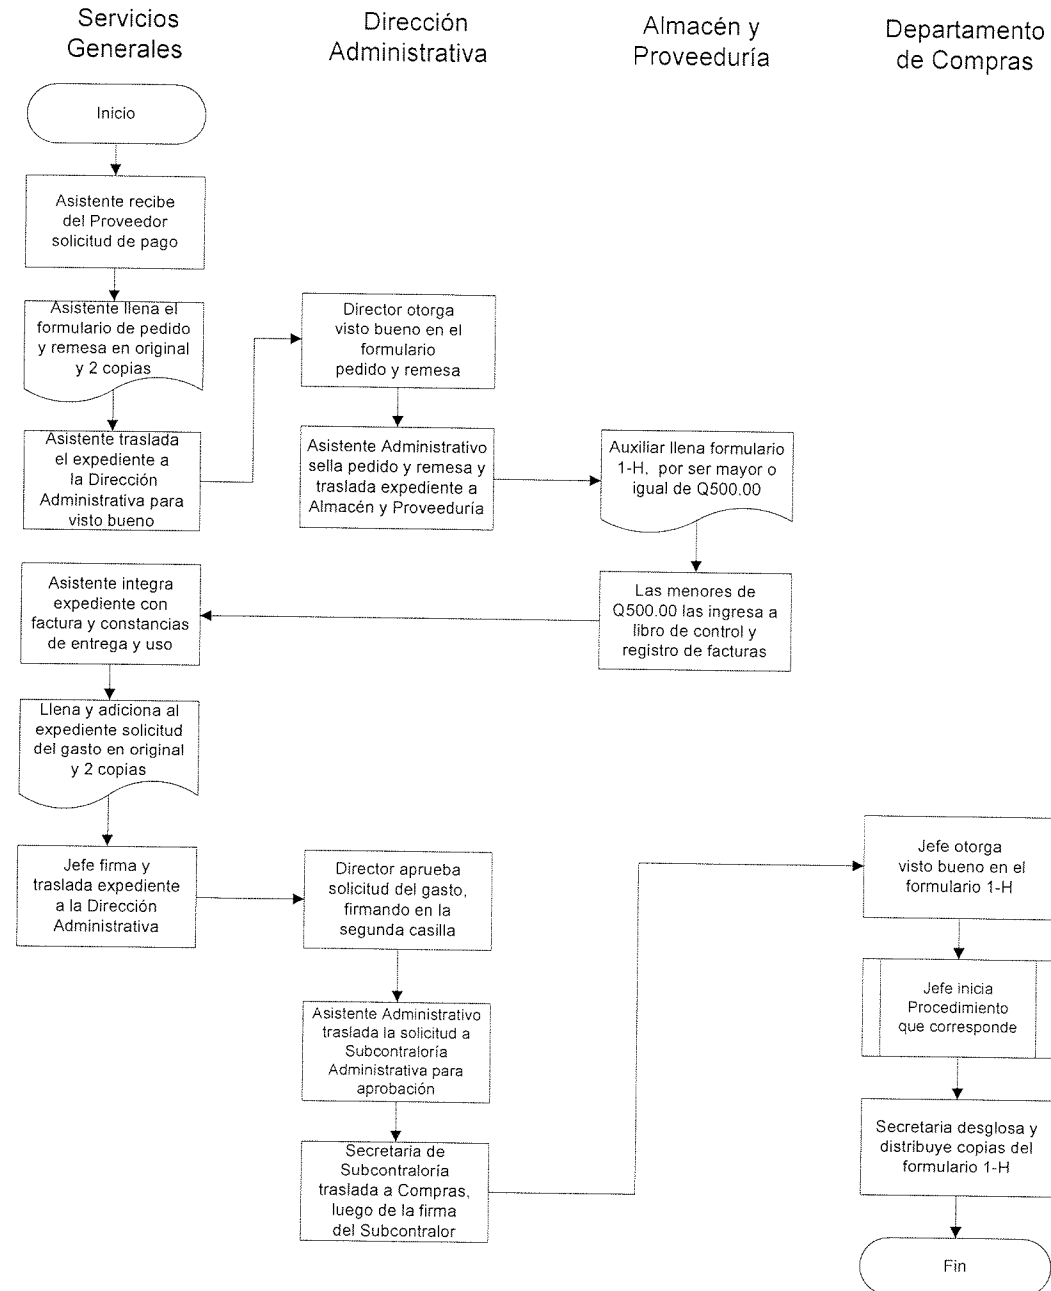 Servicios
Generales
Dirección
Administrativa
Almacén y
Proveeduría
Departamento
de Compras
Inicio
Asistente recibe
del Proveedor
solicitud de pago
Asistente llena el
formulario de pedido
y remesa en original
y 2 copias
Asistente traslada
el expediente a
la Dirección
Administrativa para
visto bueno
Director otorga
visto bueno en el
formulario
pedido y remesa
Asistente Administrativo
sella pedido y remesa y
traslada expediente a
Almacén y Proveeduría
Auxiliar llena formulario
1-H, por ser mayor o
igual de Q500.00
Las menores de
Q500.00 las ingresa a
libro de control y
registro de facturas
Asistente integra
expediente con
factura y constancias
de entrega y uso
Llena y adiciona al
expediente solicitud
del gasto en original
y 2 copias
Jefe firma y
traslada expediente
a la Dirección
Administrativa
Director aprueba
solicitud del gasto,
firmando en la
segunda casilla
Asistente Administrativo
traslada la solicitud a
Subcontraloría
Administrativa para
aprobación
Secretaria de
Subcontraloría
traslada a Compras,
luego de la firma
del Subcontralor
Jefe otorga
visto bueno en el
formulario 1-H
Jefe inicia
Procedimiento
que corresponde
Secretaria desglosa y
distribuye copias del
formulario 1-H
Fin